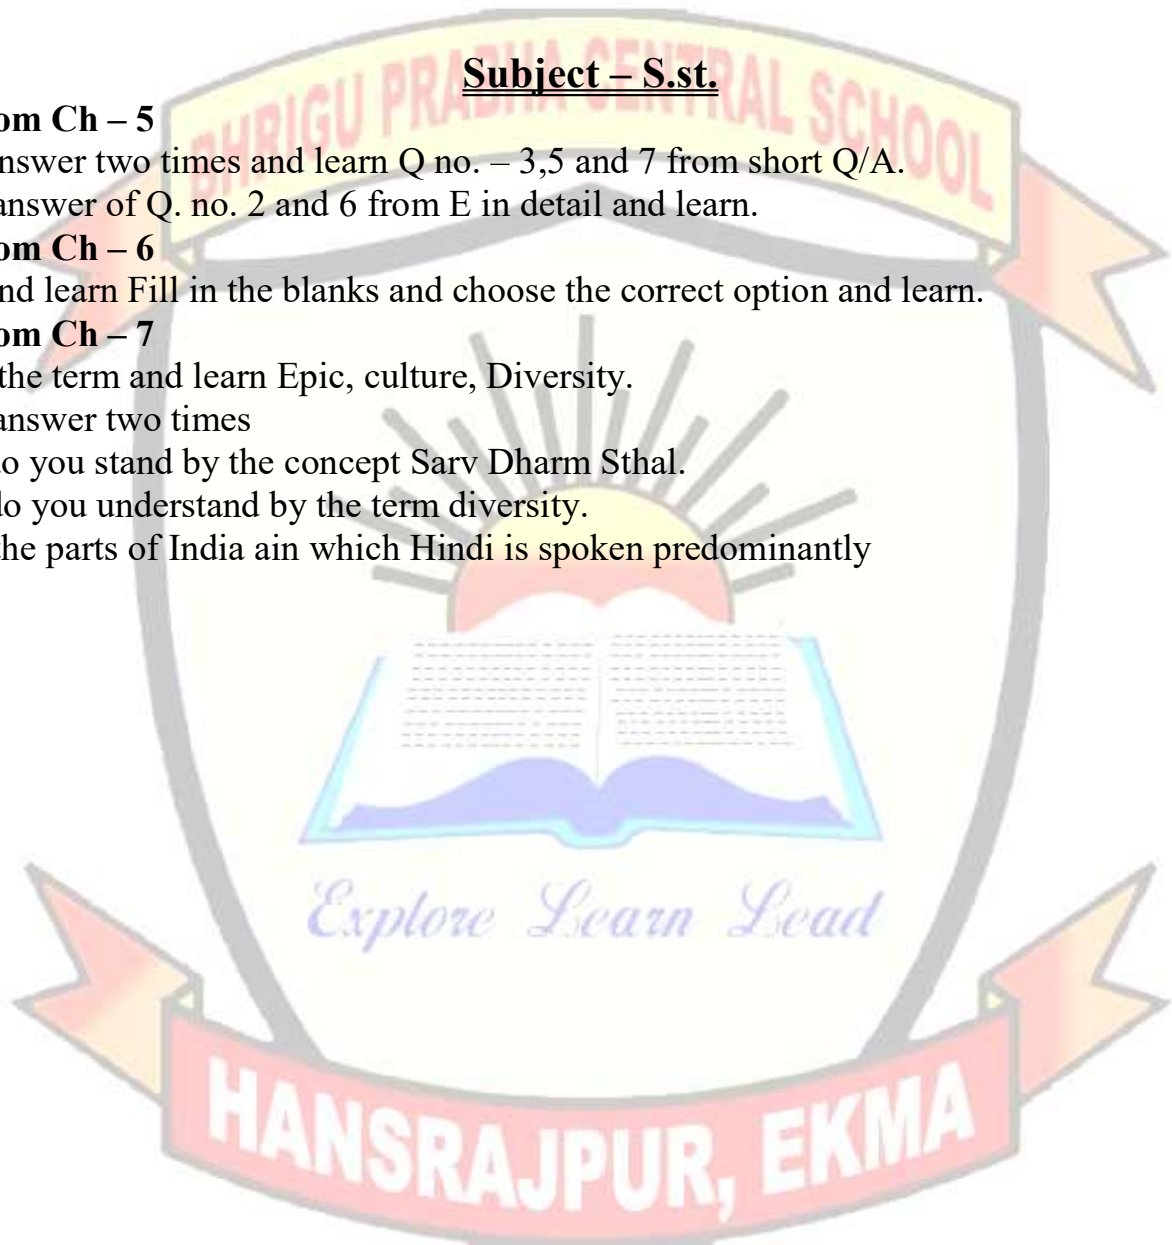 BHRIGU PRABHA CENTRAL SCHOOL
Subject – S.st.
om Ch – 5
nswer two times and learn Q no. – 3,5 and 7 from short Q/A.
answer of Q. no. 2 and 6 from E in detail and learn.
om Ch – 6
nd learn Fill in the blanks and choose the correct option and learn.
om Ch – 7
the term and learn Epic, culture, Diversity.
answer two times
o you stand by the concept Sarv Dharm Sthal.
do you understand by the term diversity.
the parts of India ain which Hindi is spoken predominantly
Explore Learn Lead
HANSRAJPUR, EKMA